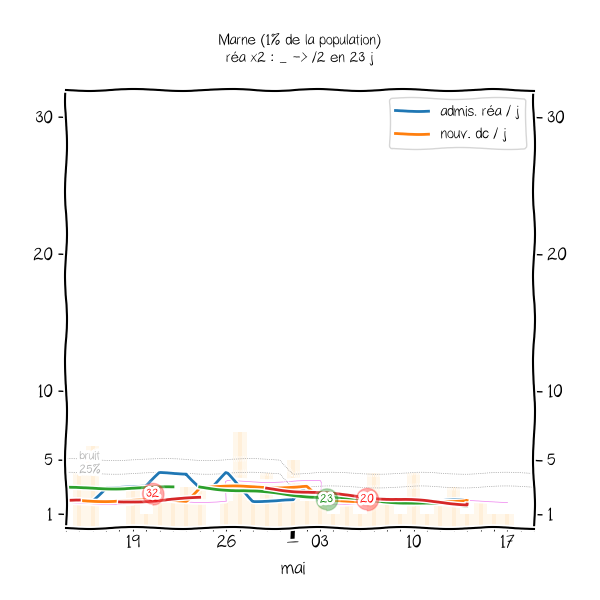 Marne (1% de la population)
réa x2 : _ -> /2 en 23 j
admis. réa / j
nouv. dc / j
30 30
20 20
10 10
5 5
1 1
bruit
25%
32
23
20
19 26 03 10 17
mai